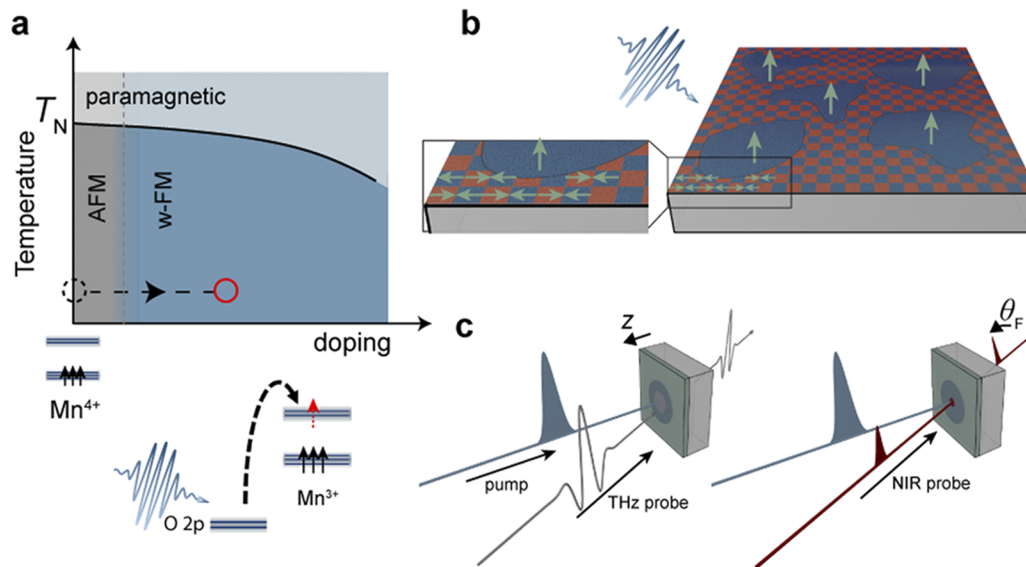 a
Temperature
T_N
paramagnetic
AFM
w-FM
doping
Mn⁴⁺
Mn³⁺
O 2p
b
c
z
pump
THz probe
θ_F
NIR probe